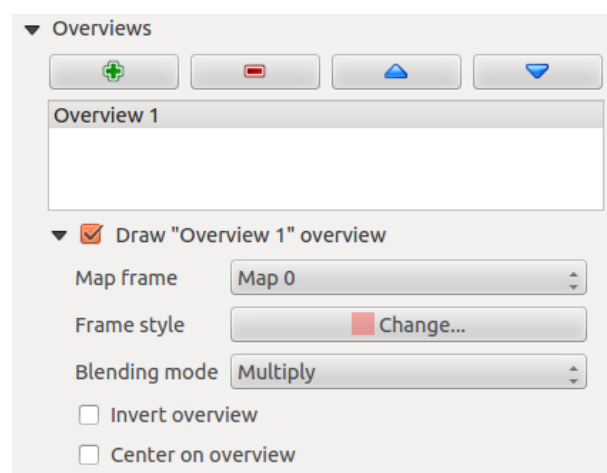 Overviews
Overview 1
Draw "Overview 1" overview
Map frame Map 0
Frame style Change...
Blending mode Multiply
Invert overview
Center on overview